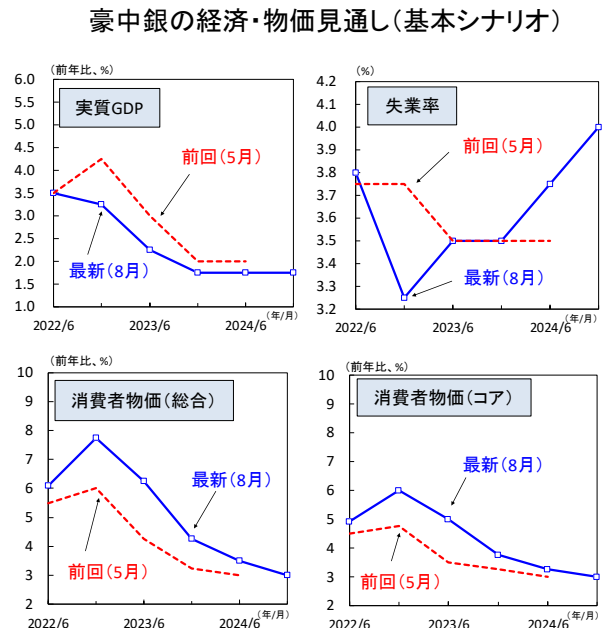 豪中銀の経済・物価見通し（基本シナリオ）
（前年比、%）
6.0
5.5
5.0
4.5
4.0
3.5
3.0
2.5
2.0
1.5
1.0
実質GDP
前回（5月）
最新（8月）
2022/6
2023/6
2024/6
（年/月）
（%）
4.2
4.1
4.0
3.9
3.8
3.7
3.6
3.5
3.4
3.3
3.2
失業率
前回（5月）
最新（8月）
2022/6
2023/6
2024/6
（年/月）
（前年比、%）
10
9
8
7
6
5
4
3
2
消費者物価（総合）
最新（8月）
前回（5月）
2022/6
2023/6
2024/6
（年/月）
（前年比、%）
10
9
8
7
6
5
4
3
2
消費者物価（コア）
最新（8月）
前回（5月）
2022/6
2023/6
2024/6
（年/月）